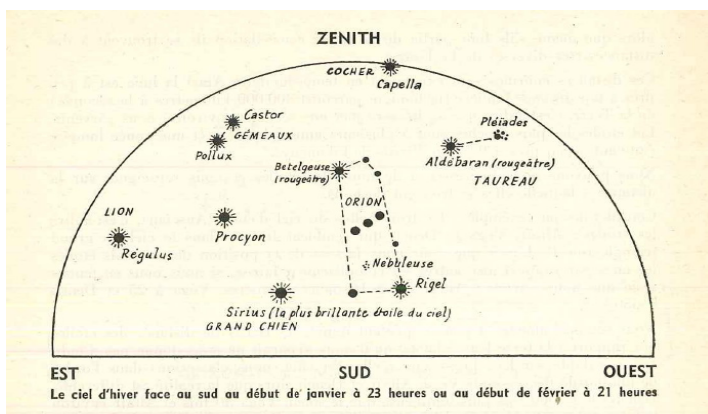 ZENITH
COCHER
Capella
Castor
GÉMEAUX
Pollux
Pléiades
Aldébaran (rougeâtre)
TAUREAU
Betelgeuse
(rougeâtre)
ORION
LION
Régulus
Procyon
Nébuleuse
Rigel
Sirius (la plus brillante étoile du ciel)
GRAND CHIEN
EST
SUD
OUEST
Le ciel d'hiver face au sud au début de janvier à 23 heures ou au début de février à 21 heures